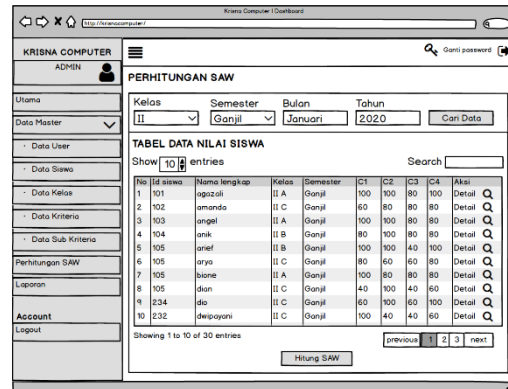 Krisna Computer | Dashboard
http://krisnacomputer/
KRISNA COMPUTER
ADMIN
Utama
Data Master
· Data User
· Data Siswa
· Data Kelas
· Data Kriteria
· Data Sub Kriteria
Perhitungan SAW
Laporan
Account
Logout
Ganti password
PERHITUNGAN SAW
Kelas Semester Bulan Tahun
II Ganjil Januari 2020 Cari Data
TABEL DATA NILAI SISWA
Show 10 entries Search
No Id siswa Nama lengkap Kelas Semester C1 C2 C3 C4 Aksi
1 101 agazali II A Ganjil 100 100 80 100 Detail
2 102 amanda II C Ganjil 60 80 80 80 Detail
3 103 angel II A Ganjil 100 100 80 80 Detail
4 104 anik II B Ganjil 80 100 80 80 Detail
5 105 arief II B Ganjil 100 100 40 100 Detail
6 105 arya II C Ganjil 80 60 60 80 Detail
7 105 bione II A Ganjil 100 80 80 80 Detail
8 105 dian II C Ganjil 40 100 40 60 Detail
9 234 dio II C Ganjil 60 100 60 100 Detail
10 232 dwipayani II C Ganjil 100 40 40 60 Detail
Showing 1 to 10 of 30 entries previous 1 2 3 next
Hitung SAW